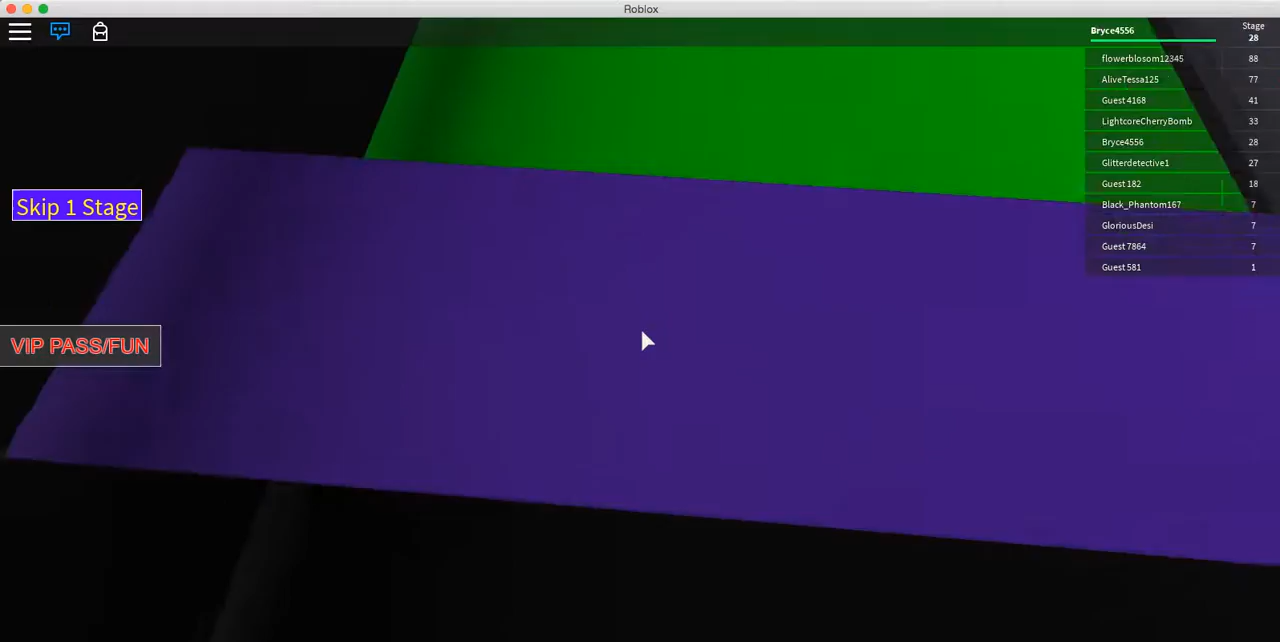 Roblox
Bryce4556
Stage
28
flowerblosom12345 88
AliveTessa125 77
Guest 4168 41
LightcoreCherryBomb 33
Bryce4556 28
Glitterdetective1 27
Guest 182 18
Black_Phantom167 7
GloriousDesi 7
Guest 7864 7
Guest 581 1
Skip 1 Stage
VIP PASS/FUN